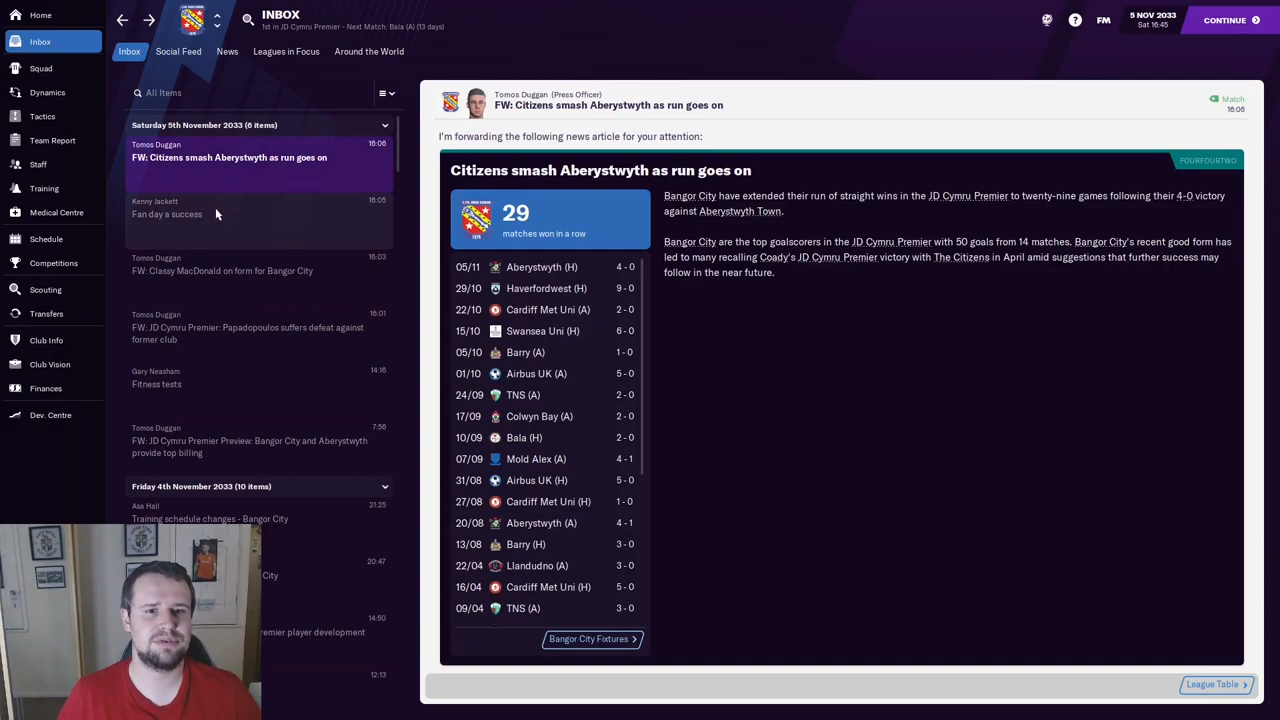 Home
Inbox
Squad
Dynamics
Tactics
Team Report
Staff
Training
Medical Centre
Schedule
Competitions
Scouting
Transfers
Club Info
Club Vision
Finances
Dev. Centre
INBOX
1st in JD Cymru Premier - Next Match: Bala (A) (13 days)
FM
5 NOV 2033
Sat 16:45
CONTINUE
Inbox
Social Feed
News
Leagues in Focus
Around the World
All Items
Saturday 5th November 2033 (6 items)
Tomos Duggan
16:06
FW: Citizens smash Aberystwyth as run goes on
Kenny Jackett
16:05
Fan day a success
Tomos Duggan
16:03
FW: Classy MacDonald on form for Bangor City
Tomos Duggan
16:01
FW: JD Cymru Premier: Papadopoulos suffers defeat against
former club
Gary Neasham
14:16
Fitness tests
Tomos Duggan
7:56
FW: JD Cymru Premier Preview: Bangor City and Aberystwyth
provide top billing
Friday 4th November 2033 (10 items)
Asa Hall
21:25
Training schedule changes - Bangor City
20:47
City
14:50
remier player development
12:13
Tomos Duggan (Press Officer)
FW: Citizens smash Aberystwyth as run goes on
Match
16:06
I'm forwarding the following news article for your attention:
Citizens smash Aberystwyth as run goes on
FOURFOURTWO
29
matches won in a row
05/11 Aberystwyth (H) 4 - 0
29/10 Haverfordwest (H) 9 - 0
22/10 Cardiff Met Uni (A) 2 - 0
15/10 Swansea Uni (H) 6 - 0
05/10 Barry (A) 1 - 0
01/10 Airbus UK (A) 5 - 0
24/09 TNS (A) 2 - 0
17/09 Colwyn Bay (A) 2 - 0
10/09 Bala (H) 2 - 0
07/09 Mold Alex (A) 4 - 1
31/08 Airbus UK (H) 5 - 0
27/08 Cardiff Met Uni (H) 1 - 0
20/08 Aberystwyth (A) 4 - 1
13/08 Barry (H) 3 - 0
22/04 Llandudno (A) 4 - 0
16/04 Cardiff Met Uni (H) 5 - 0
09/04 TNS (A) 3 - 0
Bangor City Fixtures
Bangor City have extended their run of straight wins in the JD Cymru Premier to twenty-nine games following their 4-0 victory
against Aberystwyth Town.
Bangor City are the top goalscorers in the JD Cymru Premier with 50 goals from 14 matches. Bangor City's recent good form has
led to many recalling Coady's JD Cymru Premier victory with The Citizens in April amid suggestions that further success may
follow in the near future.
League Table